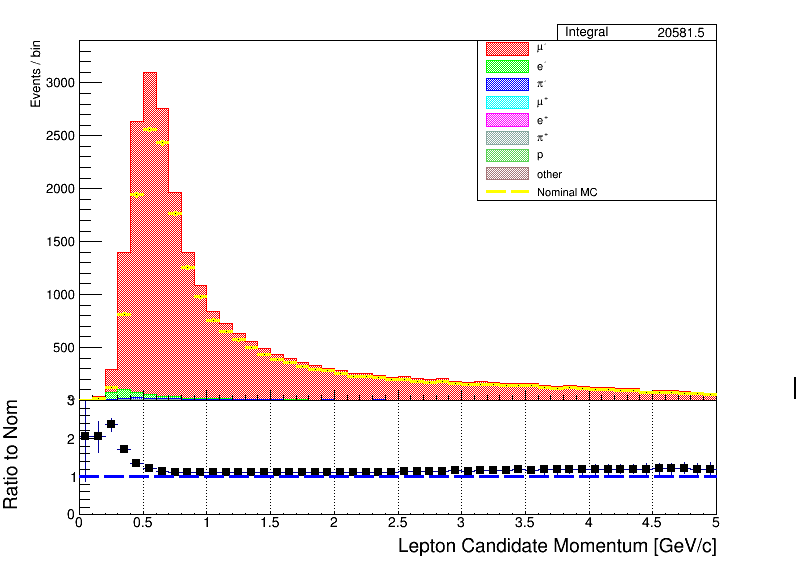 Integral 20581.5
Events / bin
μ-
e-
π-
μ+
e+
π+
p
other
Nominal MC
3000
2500
2000
1500
1000
500
3
2
1
0
Ratio to Nom
0 0.5 1 1.5 2 2.5 3 3.5 4 4.5 5
Lepton Candidate Momentum [GeV/c]